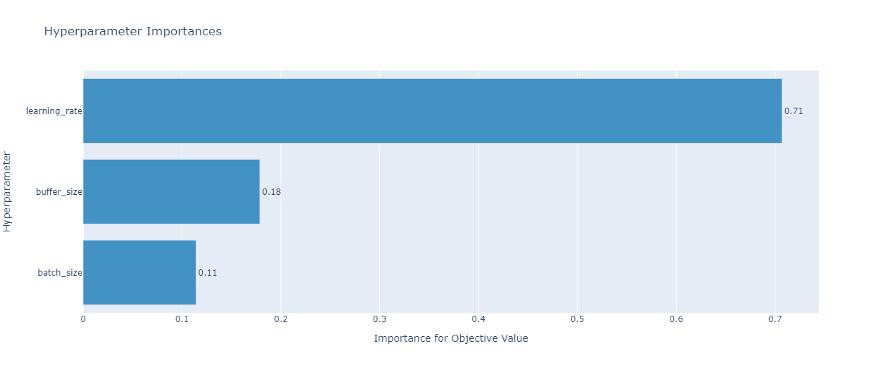 Hyperparameter Importances
Hyperparameter
learning_rate
0.71
buffer_size
0.18
batch_size
0.11
0 0.1 0.2 0.3 0.4 0.5 0.6 0.7
Importance for Objective Value